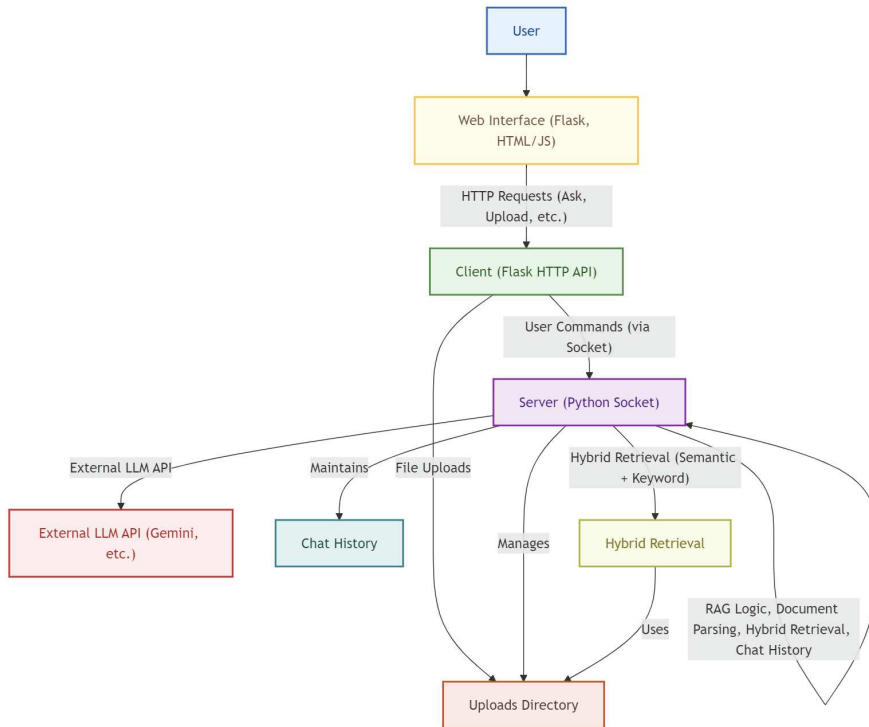 User
Web Interface (Flask,
HTML/JS)
HTTP Requests (Ask,
Upload, etc.)
Client (Flask HTTP API)
User Commands (via
Socket)
Server (Python Socket)
External LLM API
Maintains
File Uploads
Hybrid Retrieval (Semantic
+ Keyword)
External LLM API (Gemini,
etc.)
Chat History
Manages
Hybrid Retrieval
Uses
RAG Logic, Document
Parsing, Hybrid Retrieval,
Chat History
Uploads Directory